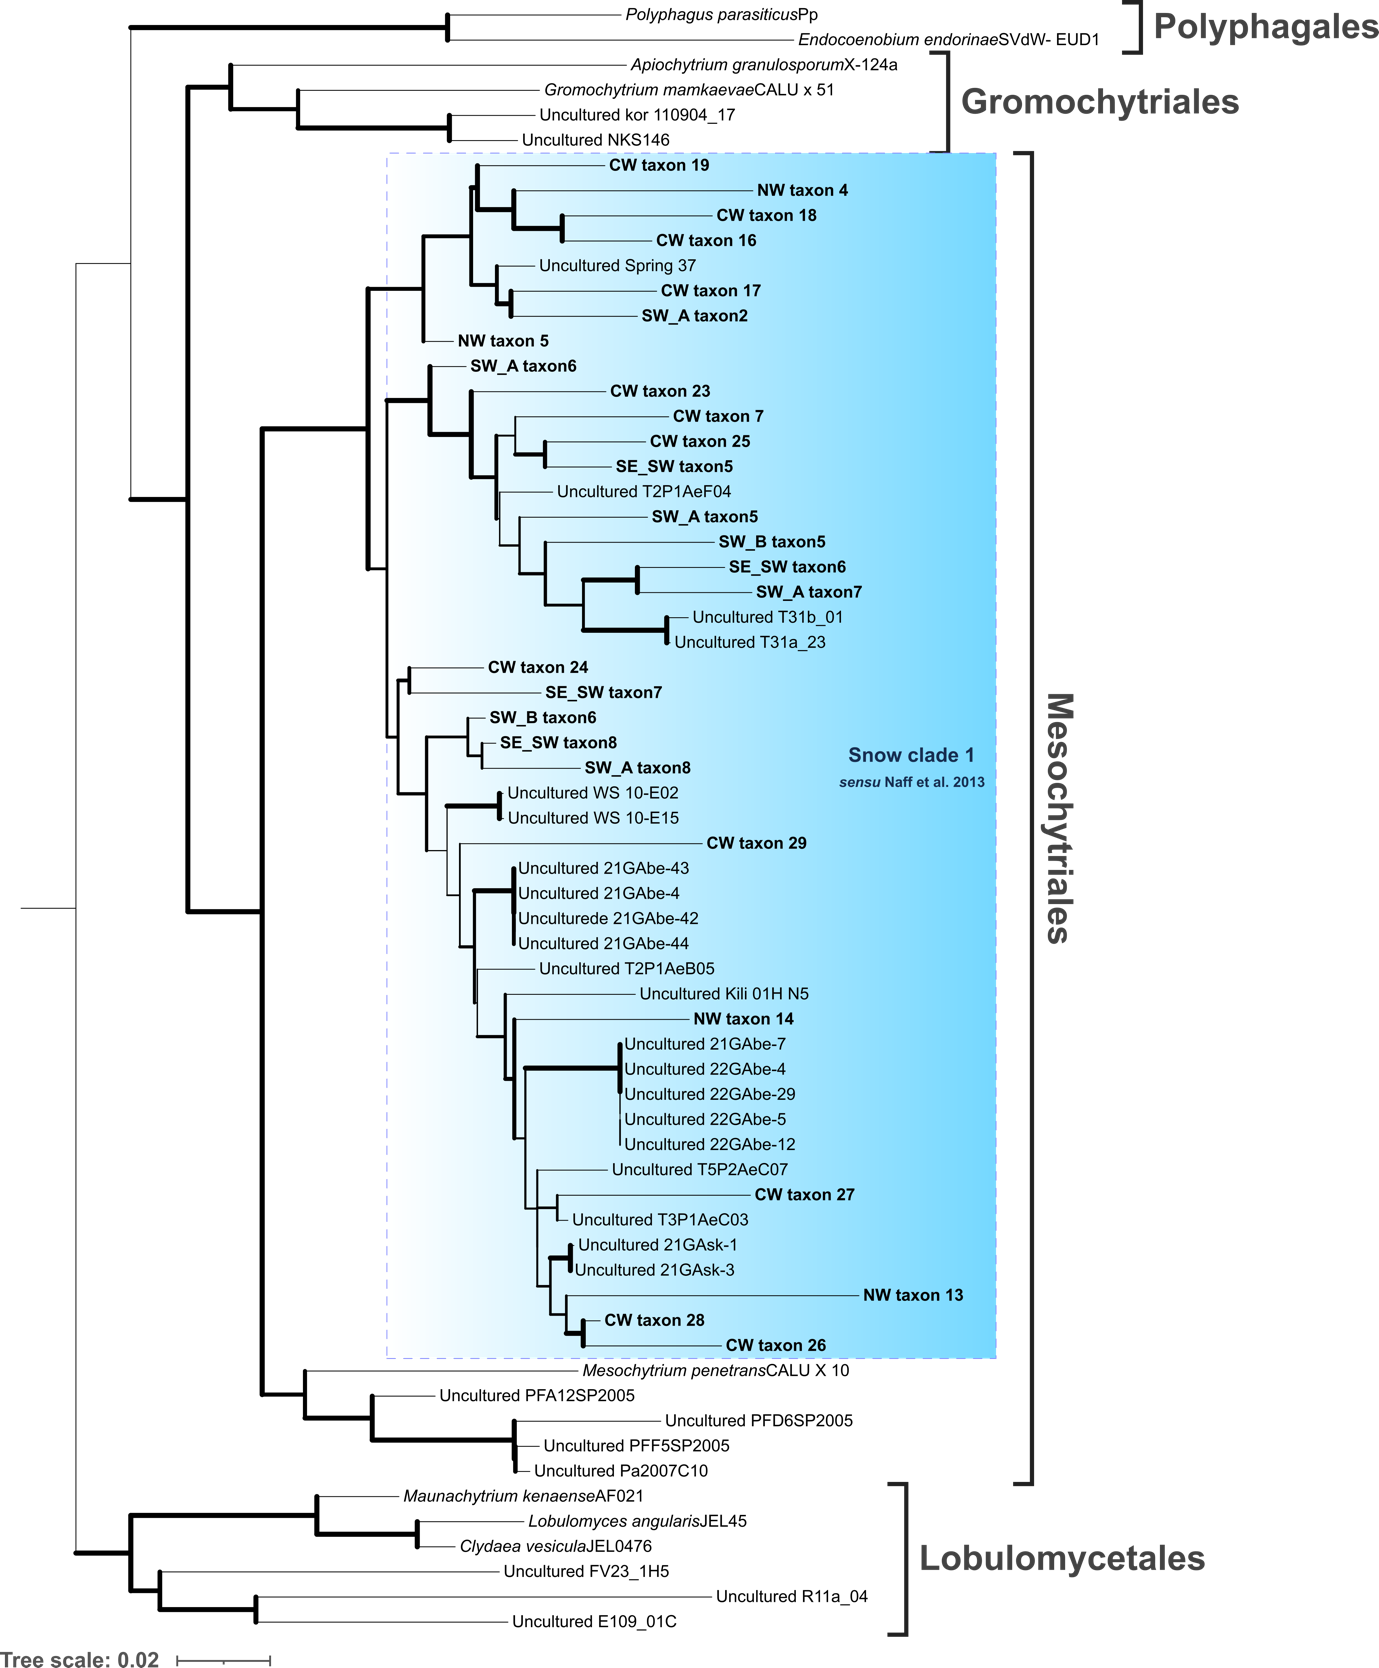 Polyphagus parasiticusPp
Endocoenobium endorinaeSVdW- EUD1
Polyphagales
Apiochytrium granulosporumX-124a
Gromochytrium mamkaevaeCALU x 51
Gromochytriales
Uncultured kor 110904_17
Uncultured NKS146
CW taxon 19
NW taxon 4
CW taxon 18
CW taxon 16
Uncultured Spring 37
CW taxon 17
SW_A taxon2
NW taxon 5
SW_A taxon6
CW taxon 23
CW taxon 7
CW taxon 25
SE_SW taxon5
Uncultured T2P1AeF04
SW_A taxon5
SW_B taxon5
SE_SW taxon6
SW_A taxon7
Uncultured T31b_01
Uncultured T31a_23
CW taxon 24
SE_SW taxon7
SW_B taxon6
SE_SW taxon8
SW_A taxon8
Snow clade 1
sensu Naff et al. 2013
Mesochytriales
Uncultured WS 10-E02
Uncultured WS 10-E15
CW taxon 29
Uncultured 21GAbe-43
Uncultured 21GAbe-4
Unculturede 21GAbe-42
Uncultured 21GAbe-44
Uncultured T2P1AeB05
Uncultured Kili 01H N5
NW taxon 14
Uncultured 21GAbe-7
Uncultured 22GAbe-4
Uncultured 22GAbe-29
Uncultured 22GAbe-5
Uncultured 22GAbe-12
Uncultured T5P2AeC07
CW taxon 27
Uncultured T3P1AeC03
Uncultured 21GAsk-1
Uncultured 21GAsk-3
NW taxon 13
CW taxon 28
CW taxon 26
Mesochytrium penetransCALU X 10
Uncultured PFA12SP2005
Uncultured PFD6SP2005
Uncultured PFF5SP2005
Uncultured Pa2007C10
Maunachytrium kenaenseAF021
Lobulomyces angularisJEL45
Clydaea vesiculaJEL0476
Lobulomycetales
Uncultured FV23_1H5
Uncultured R11a_04
Uncultured E109_01C
Tree scale: 0.02